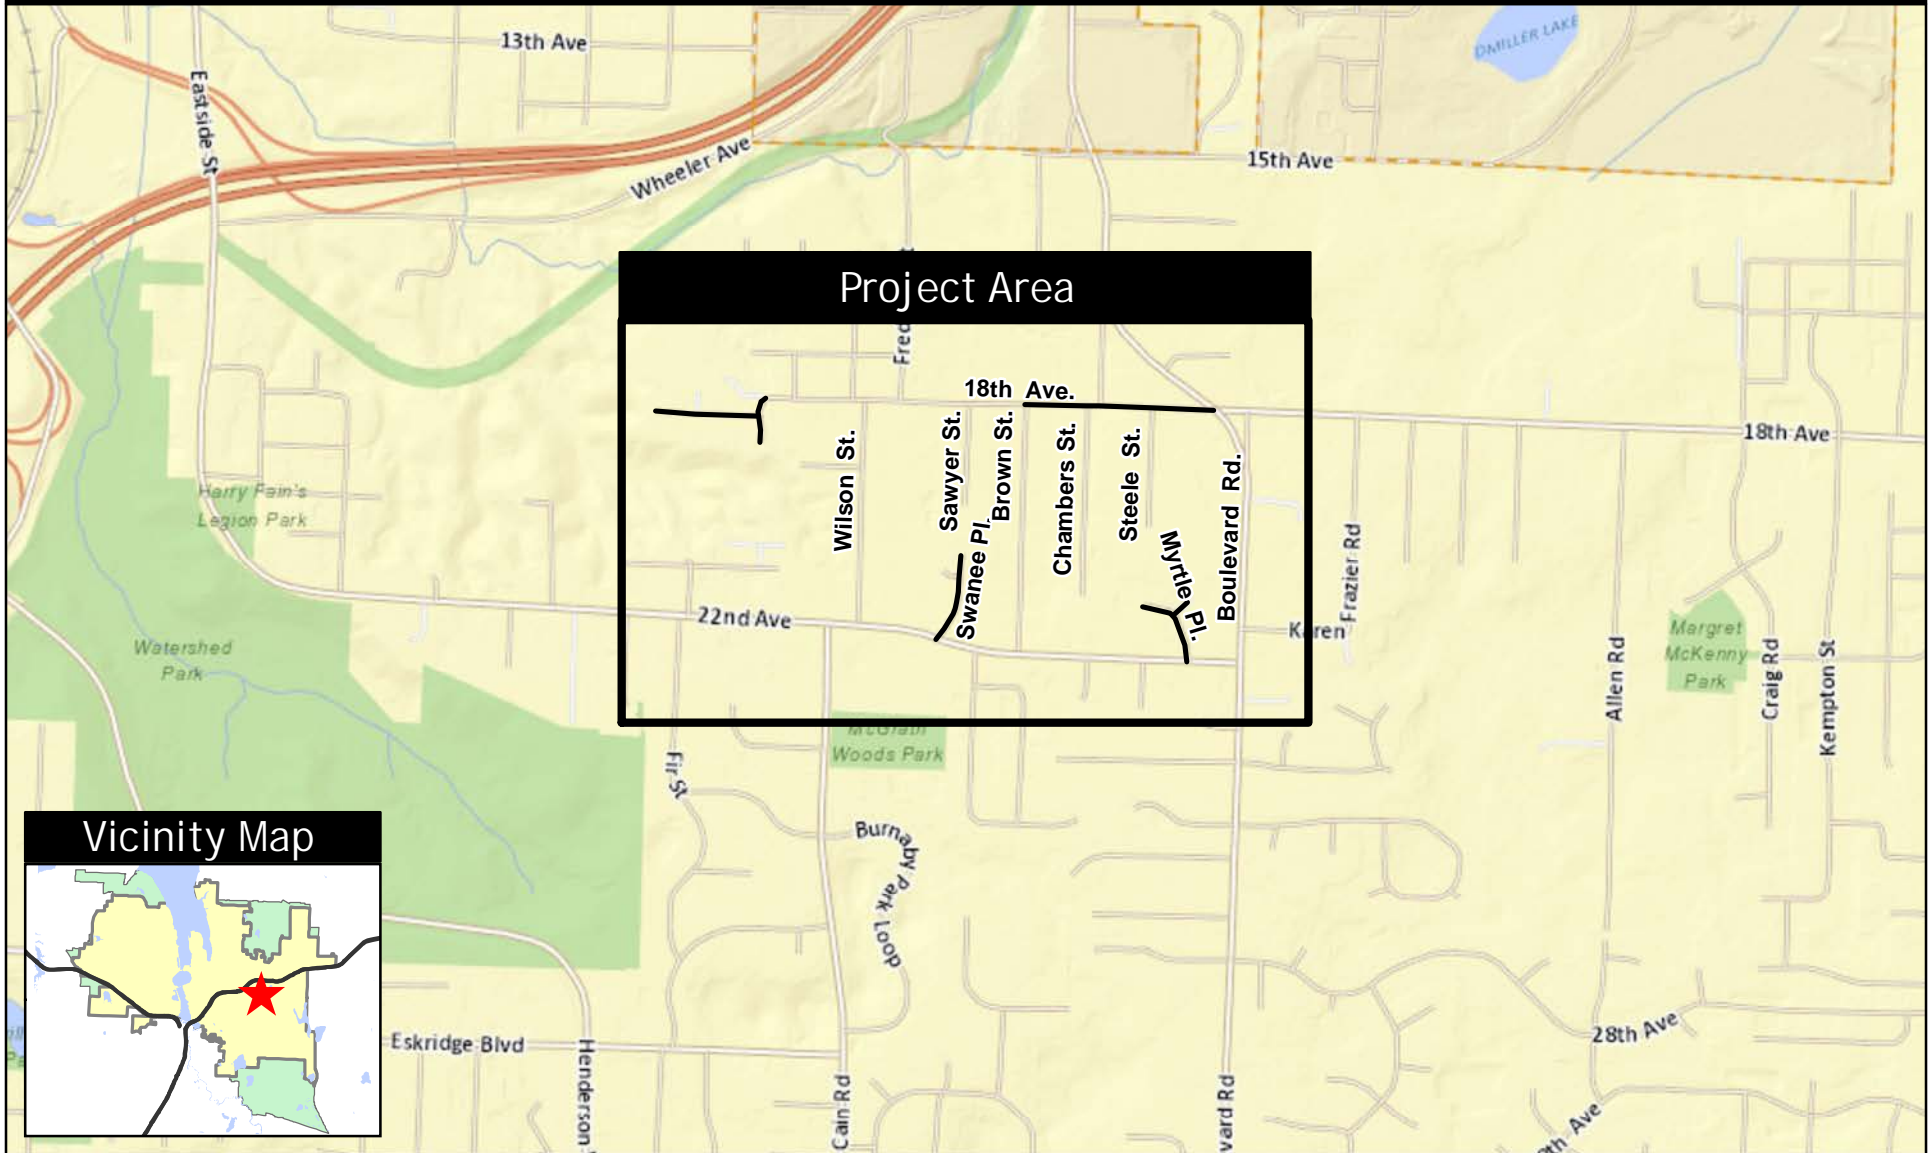 13th Ave
DMILLER LAKE
Eastside St
Wheeler Ave
15th Ave
Project Area
Fred
18th Ave.
18th Ave
Wilson St.
Sawyer St.
Brown St.
Chambers St.
Steele St.
Boulevard Rd.
Swanee Pl.
Myrtle Pl.
Harry Fain's
Legion Park
22nd Ave
Karen
Frazier Rd
Watershed
Park
Margret
McKenny
Park
Allen Rd
Craig Rd
Kempton St
McGrath
Woods Park
Fir St
Burnaby Park Loop
Vicinity Map
28th Ave
Eskridge Blvd
Henderson
Cain Rd
vard Rd
th Ave